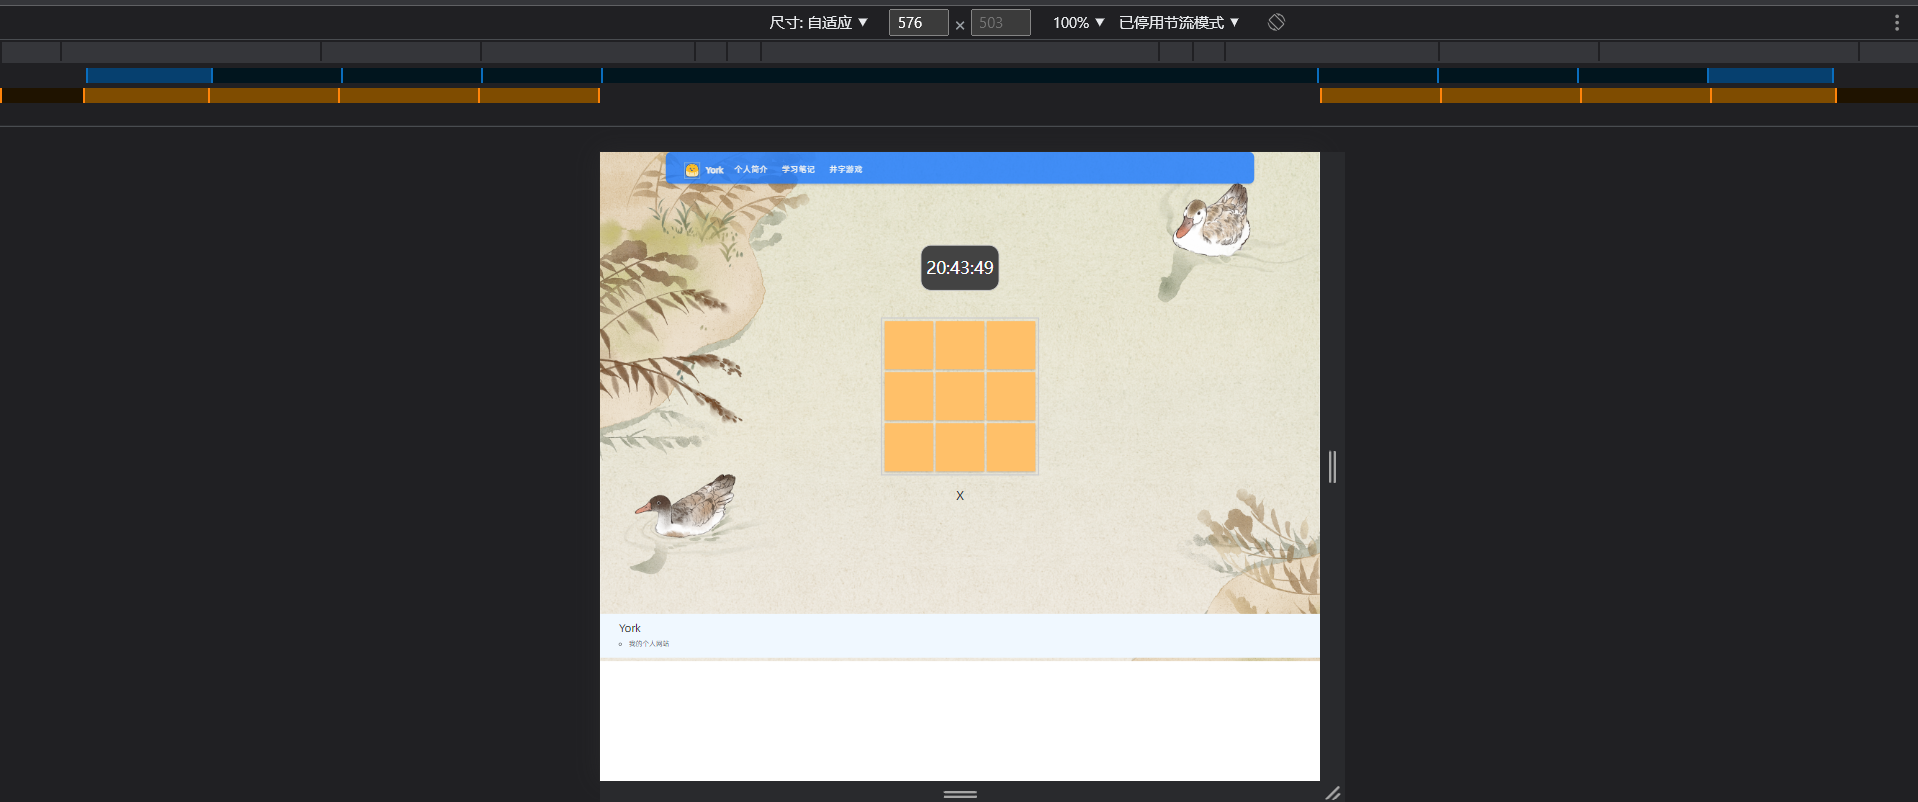 尺寸: 自适应 ▼ 576 × 503 100% ▼ 已停用节流模式 ▼
York 个人简介 学习笔记 井字游戏
20:43:49
X
York
我的个人网站